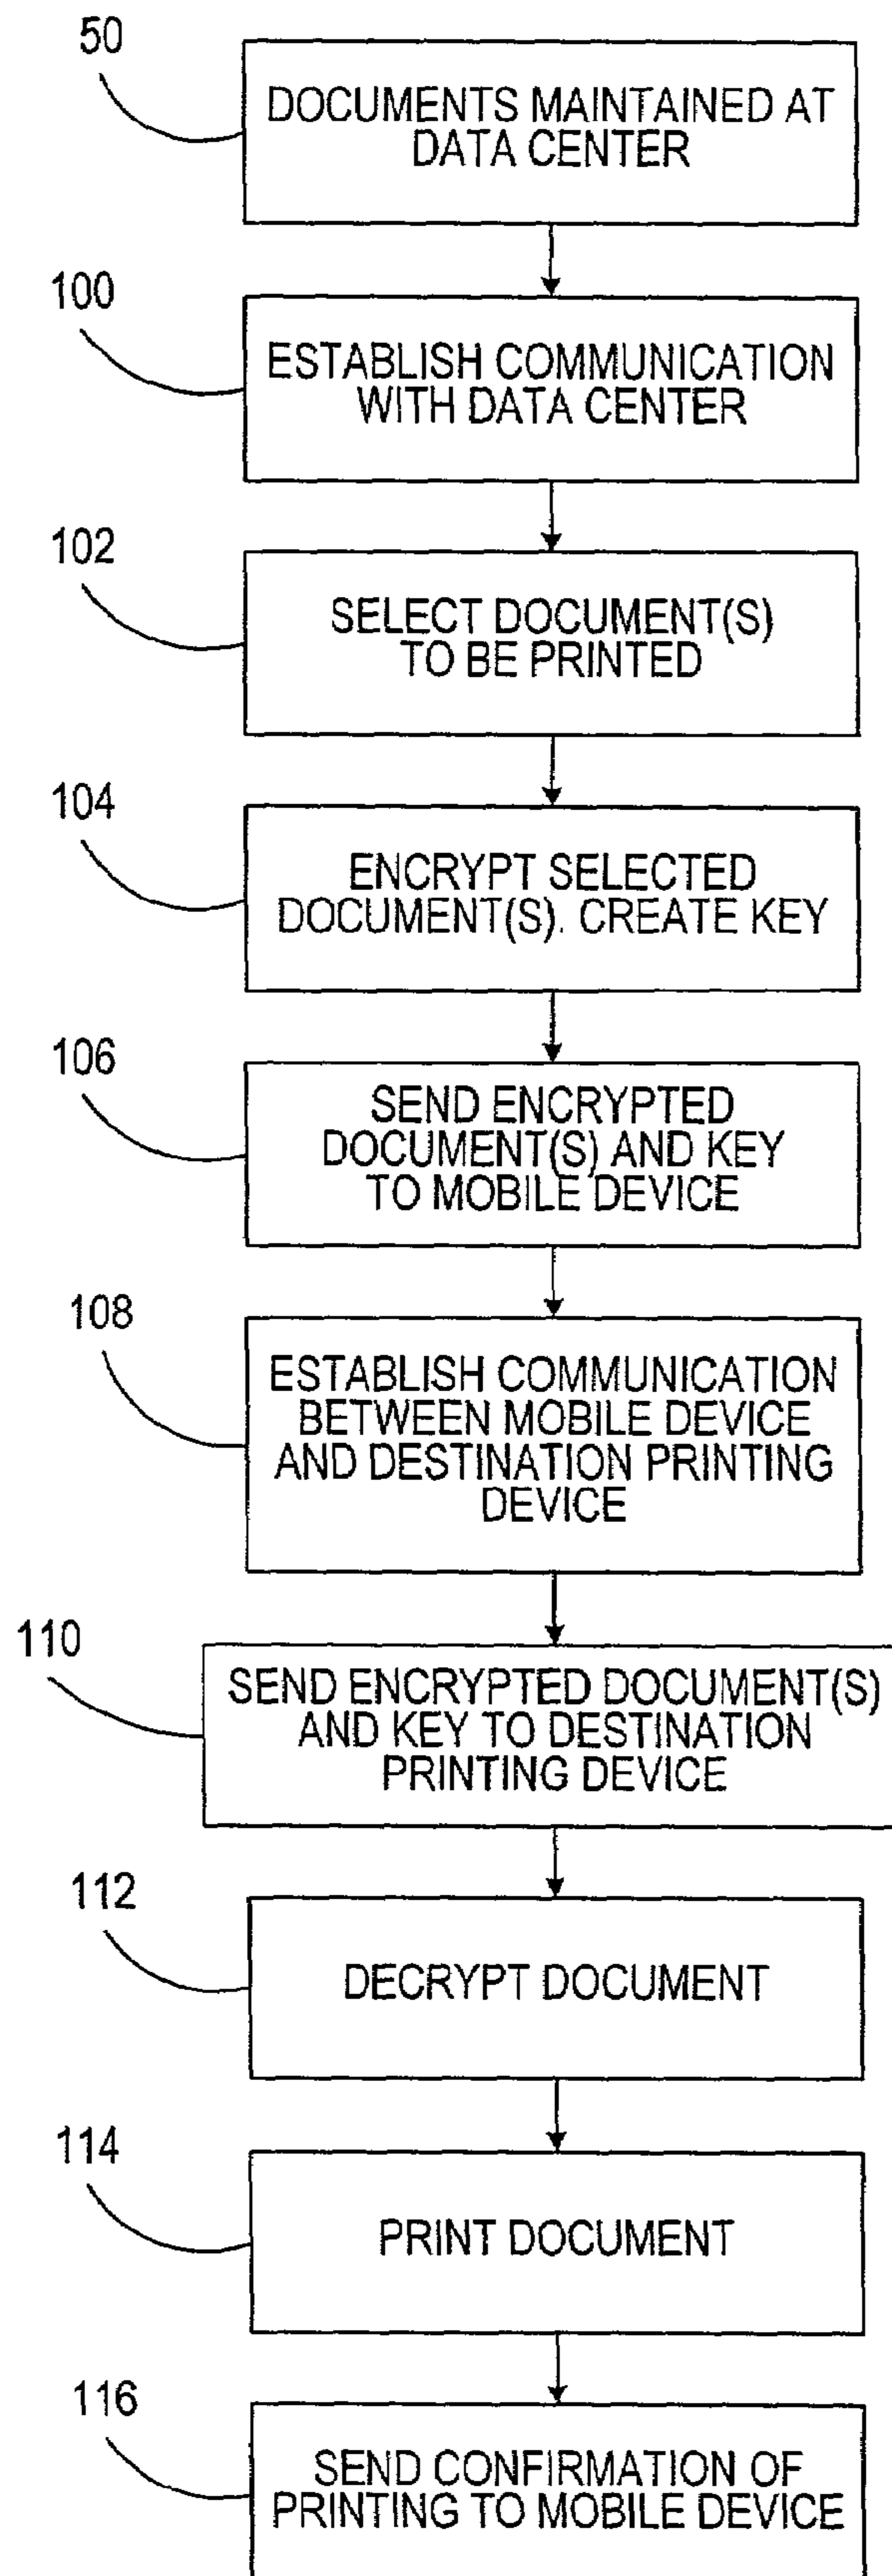 50
DOCUMENTS MAINTAINED AT
DATA CENTER
100
ESTABLISH COMMUNICATION
WITH DATA CENTER
102
SELECT DOCUMENT(S)
TO BE PRINTED
104
ENCRYPT SELECTED
DOCUMENT(S). CREATE KEY
106
SEND ENCRYPTED
DOCUMENT(S) AND KEY
TO MOBILE DEVICE
108
ESTABLISH COMMUNICATION
BETWEEN MOBILE DEVICE
AND DESTINATION PRINTING
DEVICE
110
SEND ENCRYPTED DOCUMENT(S)
AND KEY TO DESTINATION
PRINTING DEVICE
112
DECRYPT DOCUMENT
114
PRINT DOCUMENT
116
SEND CONFIRMATION OF
PRINTING TO MOBILE DEVICE